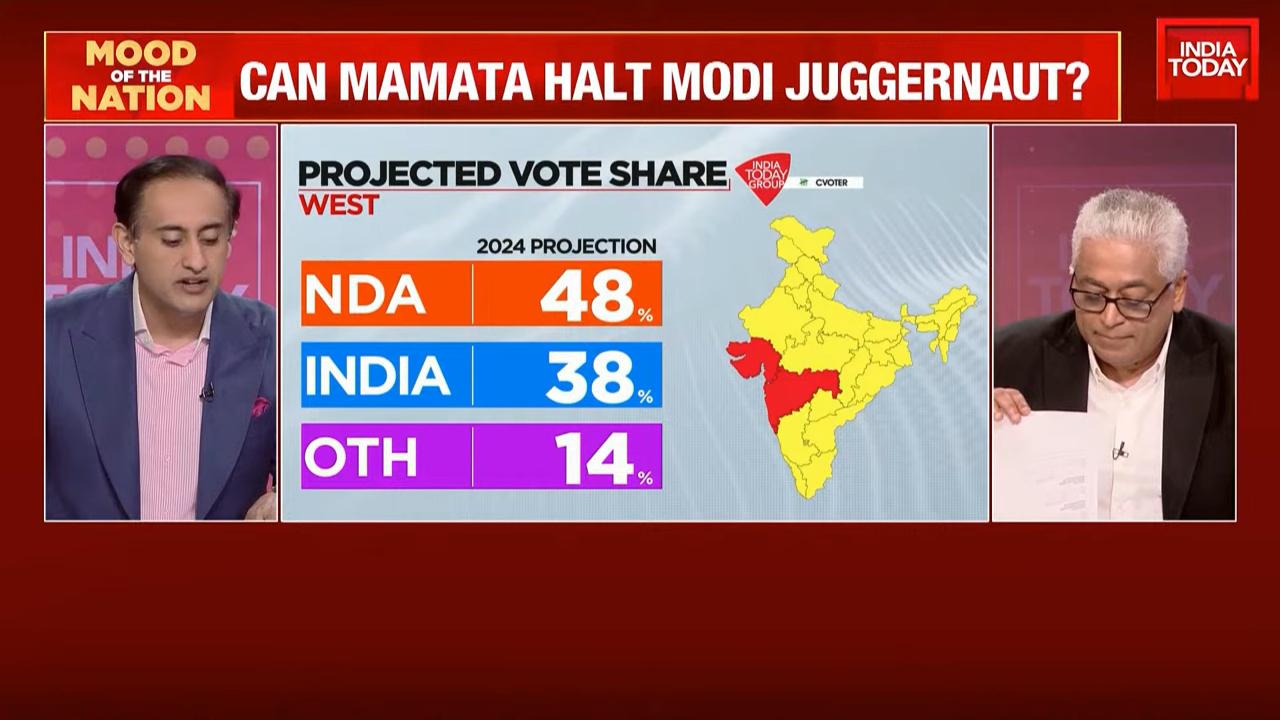 MOOD
OF THE
NATION
CAN MAMATA HALT MODI JUGGERNAUT?
INDIA
TODAY
PROJECTED VOTE SHARE
INDIA
TODAY
GROUP
CVOTER
WEST
2024 PROJECTION
NDA 48%
INDIA 38%
OTH 14%